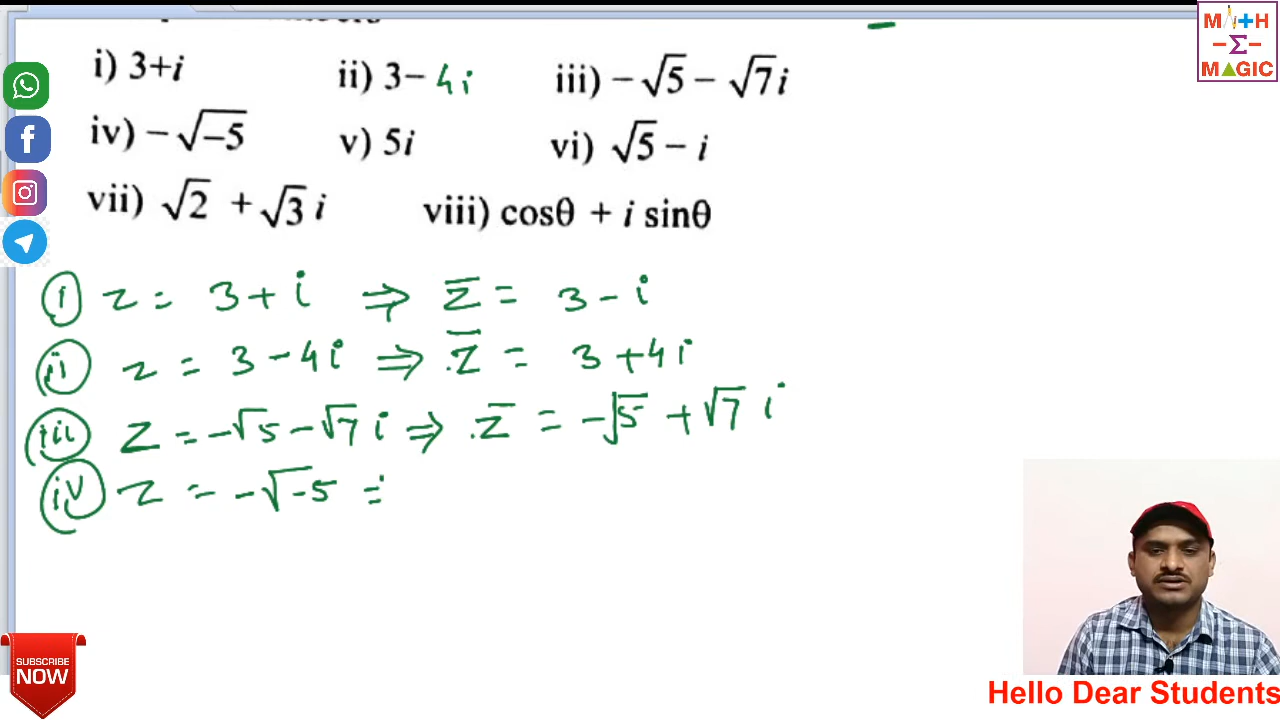 i) 3+i ii) 3- 4i iii) -√5 - √7i
iv) -√-5 v) 5i vi) √5 - i
vii) √2 + √3 i viii) cosθ + i sinθ
i z = 3+i ⇒ z̅ = 3-i
ii z = 3-4i ⇒ z̅ = 3+4i
iii z = -√5-√7 i ⇒ z̅ = -√5 + √7 i
iv z = -√-5 =
MATH
-Σ-
MAGIC
SUBSCRIBE
NOW
Hello Dear Students